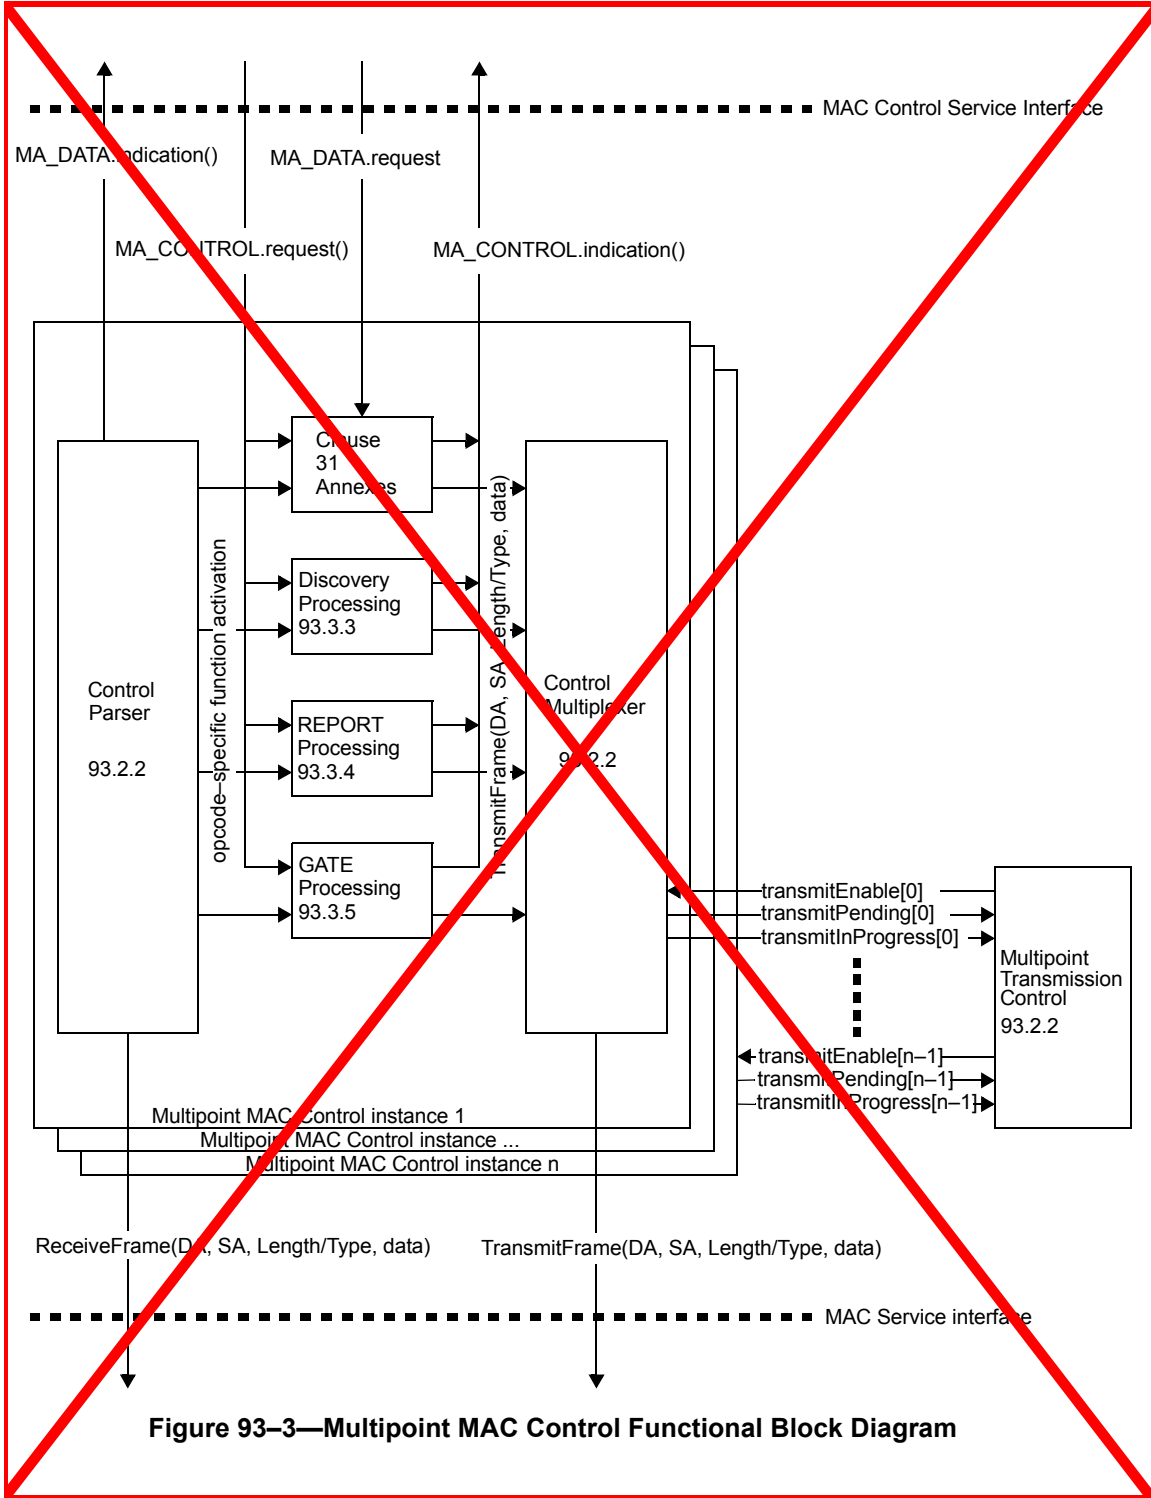 MAC Control Service Interface
MA_DATA.indication()
MA_DATA.request
MA_CONTROL.request()
MA_CONTROL.indication()
Clause
31
Annexes
Discovery
Processing
93.3.3
REPORT
Processing
93.3.4
GATE
Processing
93.3.5
opcode–specific function activation
TransmitFrame(DA, SA, Length/Type, data)
Control
Parser
93.2.2
Control
Multiplexer
93.2.2
transmitEnable[0]
transmitPending[0]
transmitInProgress[0]
Multipoint
Transmission
Control
93.2.2
transmitEnable[n–1]
transmitPending[n–1]
transmitInProgress[n–1]
Multipoint MAC Control instance 1
Multipoint MAC Control instance ...
Multipoint MAC Control instance n
ReceiveFrame(DA, SA, Length/Type, data)
TransmitFrame(DA, SA, Length/Type, data)
MAC Service interface
Figure 93–3—Multipoint MAC Control Functional Block Diagram